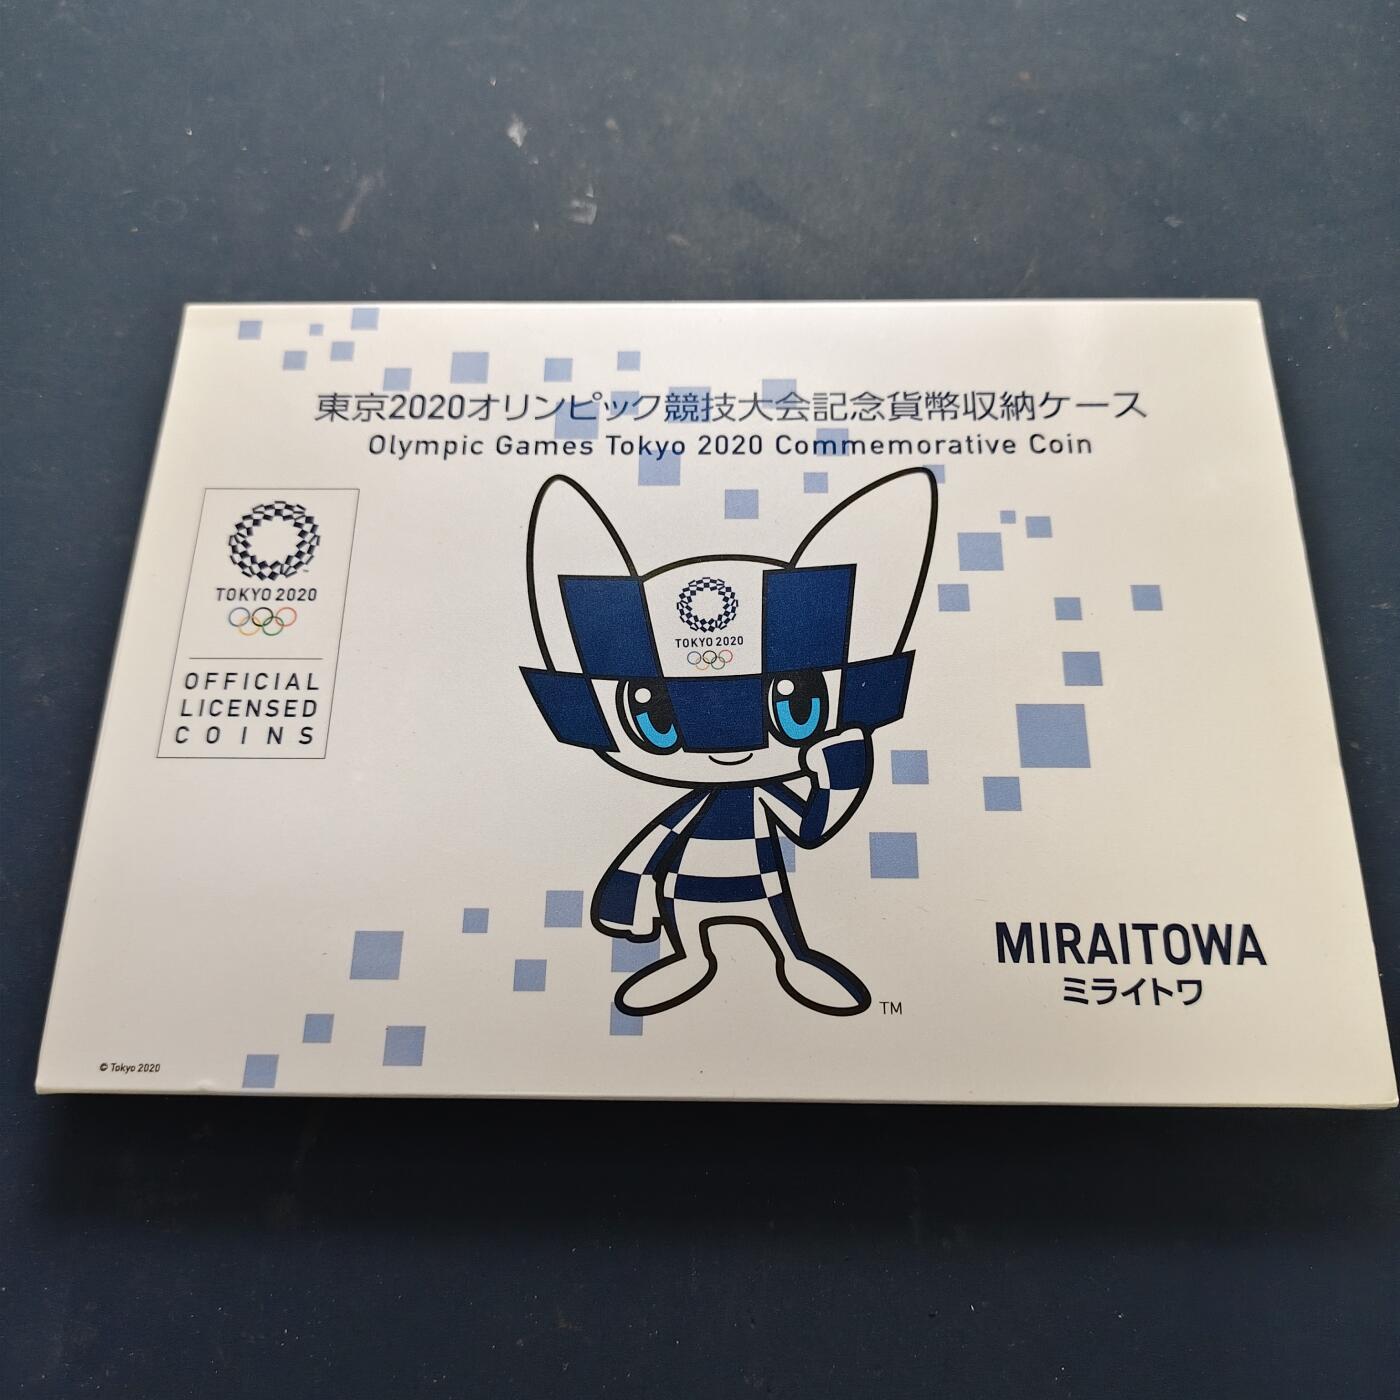 東京2020オリンピック競技大会記念貨幣収納ケース
Olympic Games Tokyo 2020 Commemorative Coin
TOKYO 2020
OFFICIAL
LICENSED
COINS
TOKYO 2020
MIRAITOWA
ミライトワ
TM
© Tokyo 2020